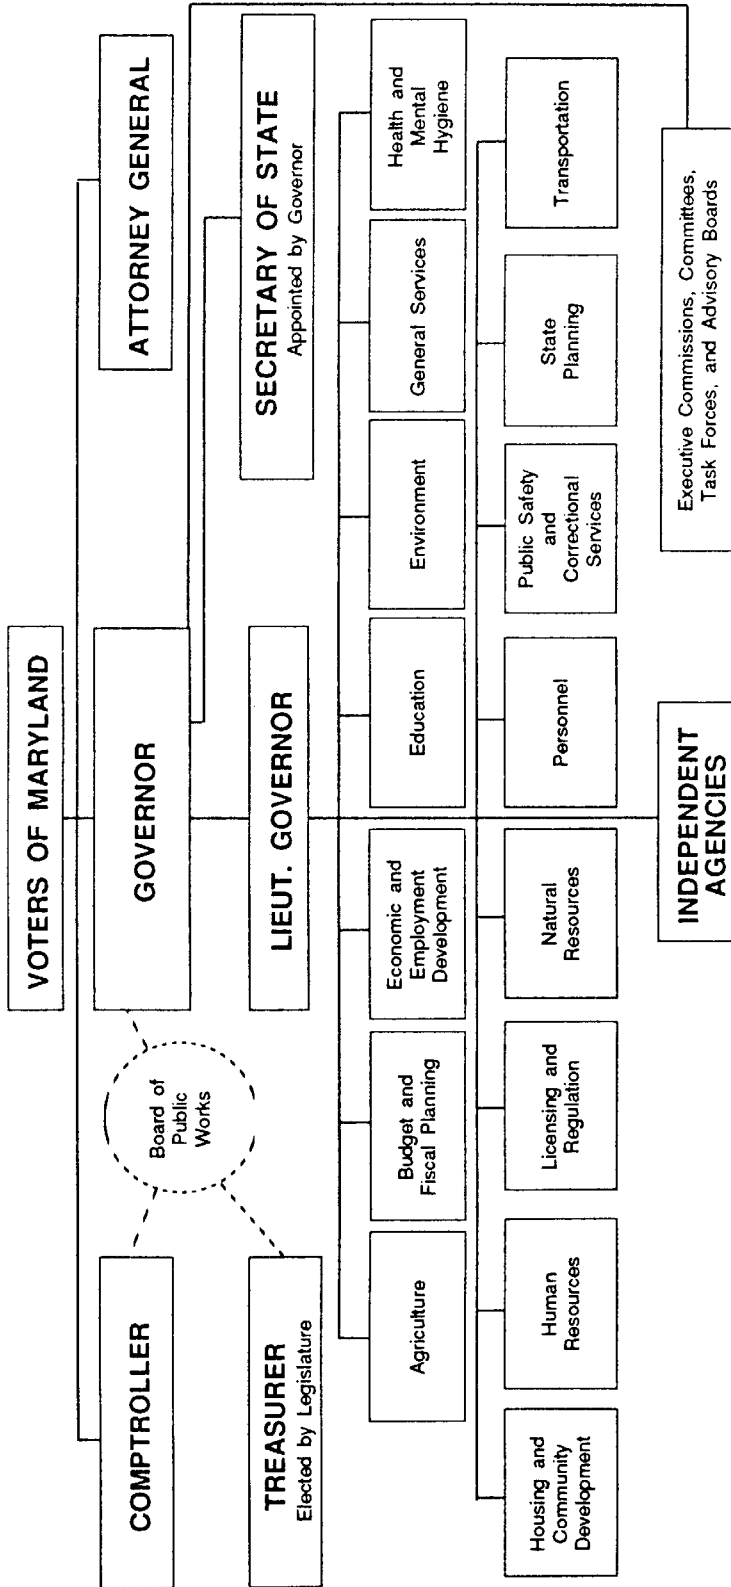 VOTERS OF MARYLAND
COMPTROLLER
Board of
Public
Works
GOVERNOR
ATTORNEY GENERAL
TREASURER
Elected by Legislature
LIEUT. GOVERNOR
SECRETARY OF STATE
Appointed by Governor
Agriculture
Budget and
Fiscal Planning
Economic and
Employment
Development
Education
Environment
General Services
Health and
Mental
Hygiene
Housing and
Community
Development
Human
Resources
Licensing and
Regulation
Natural
Resources
Personnel
Public Safety
and
Correctional
Services
State
Planning
Transportation
INDEPENDENT
AGENCIES
Executive Commissions, Committees,
Task Forces, and Advisory Boards